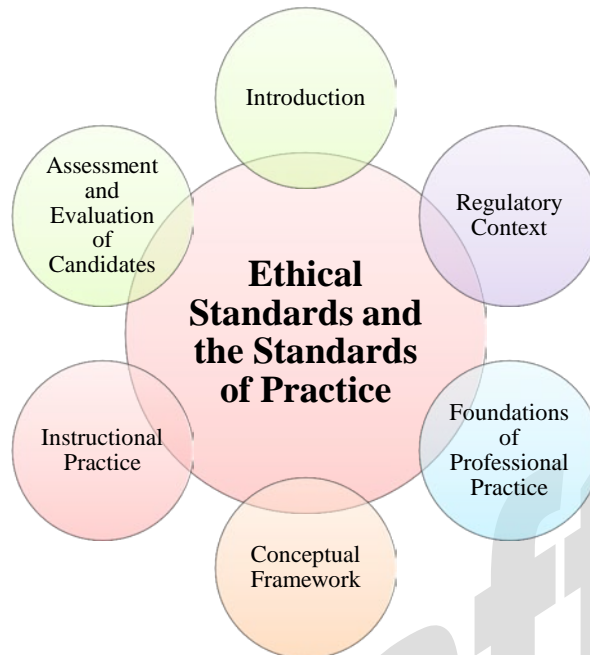 Introduction
Assessment
and
Evaluation
of
Candidates
Regulatory
Context
Ethical
Standards and
the Standards
of Practice
Instructional
Practice
Foundations
of
Professional
Practice
Conceptual
Framework